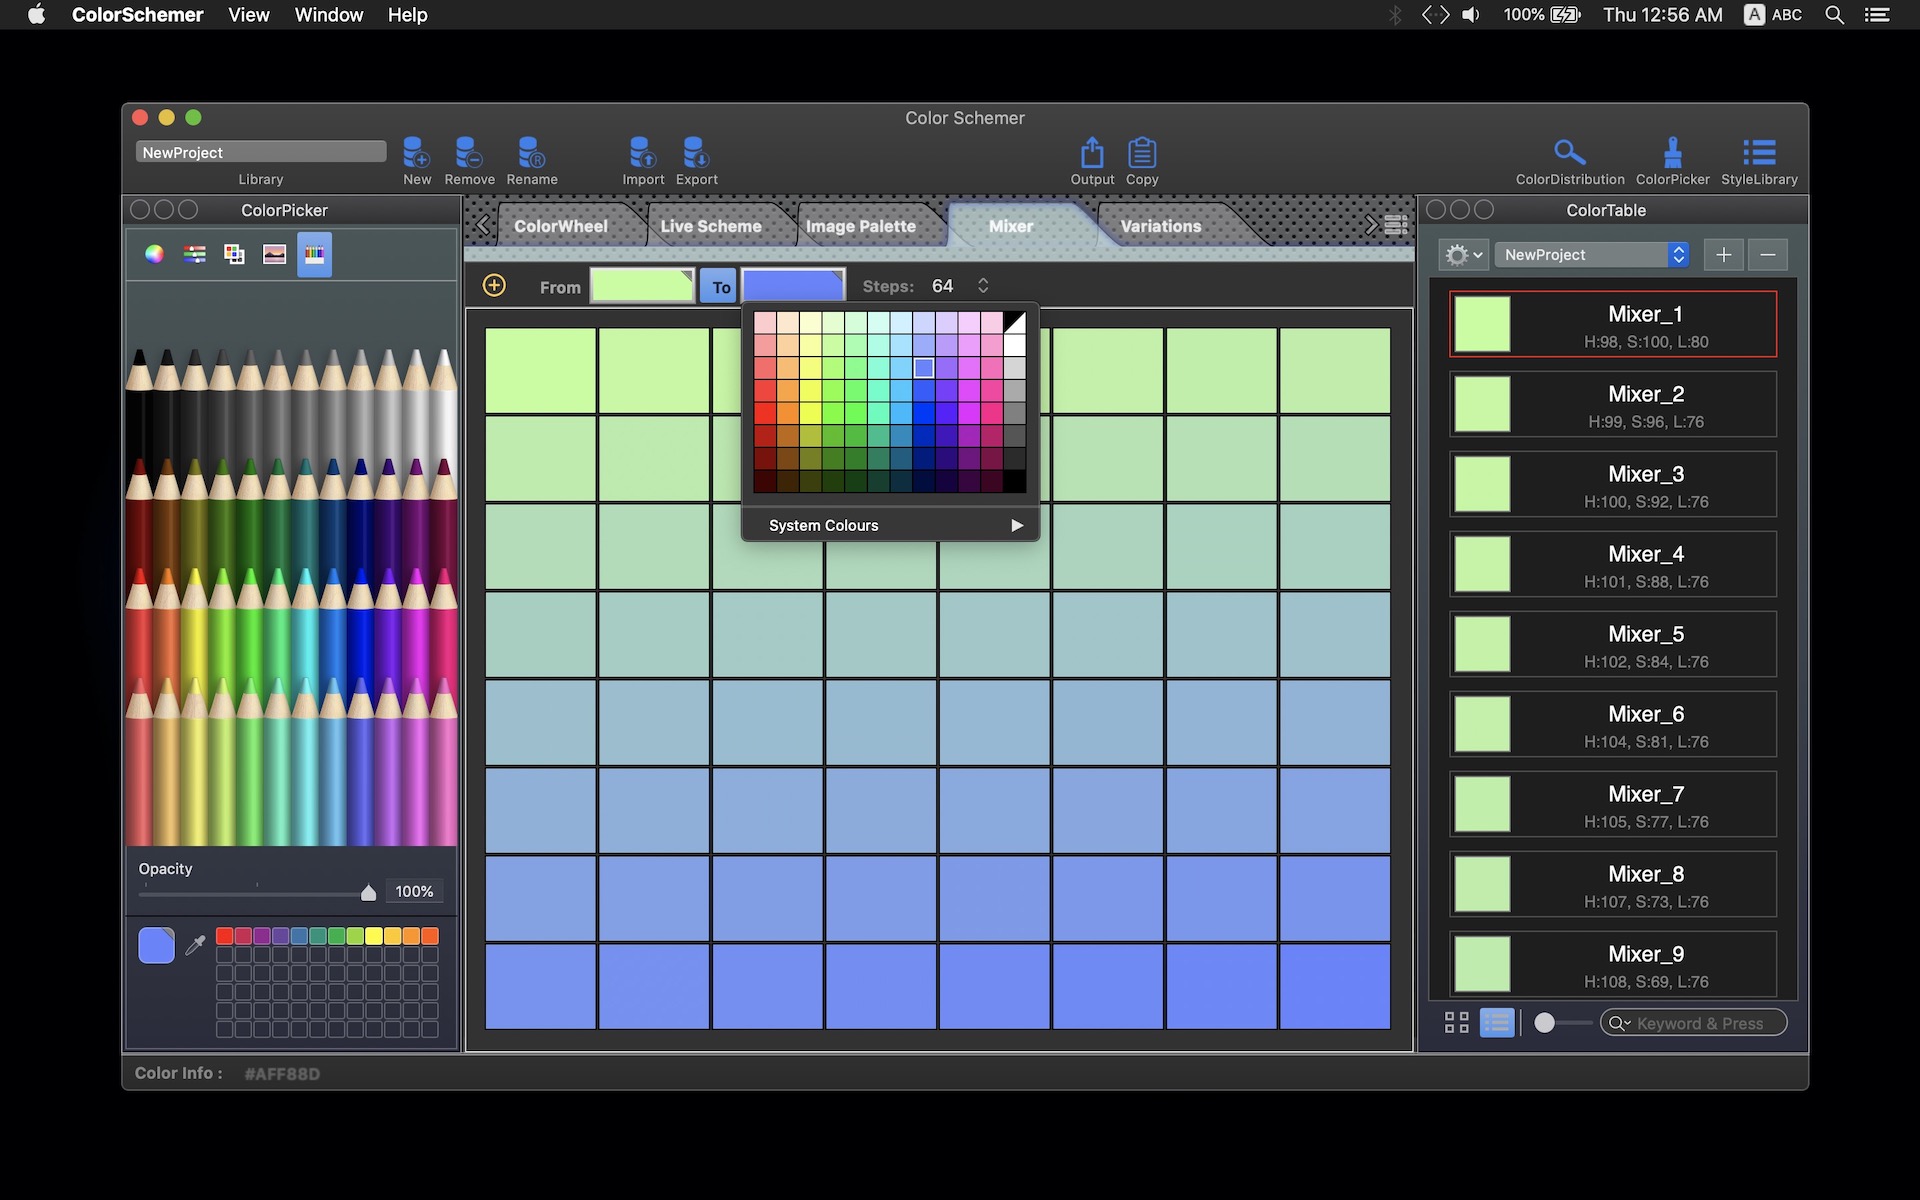 ColorSchemer View Window Help 100% Thu 12:56 AM A ABC
Color Schemer
NewProject
Library New Remove Rename Import Export Output Copy ColorDistribution ColorPicker StyleLibrary
ColorPicker
ColorWheel Live Scheme Image Palette Mixer Variations
From To Steps: 64
System Colours
Opacity
100%
ColorTable
NewProject
Mixer_1
H:98, S:100, L:80
Mixer_2
H:99, S:96, L:76
Mixer_3
H:100, S:92, L:76
Mixer_4
H:101, S:88, L:76
Mixer_5
H:102, S:84, L:76
Mixer_6
H:104, S:81, L:76
Mixer_7
H:105, S:77, L:76
Mixer_8
H:107, S:73, L:76
Mixer_9
H:108, S:69, L:76
Keyword & Press
Color Info : #AFF88D